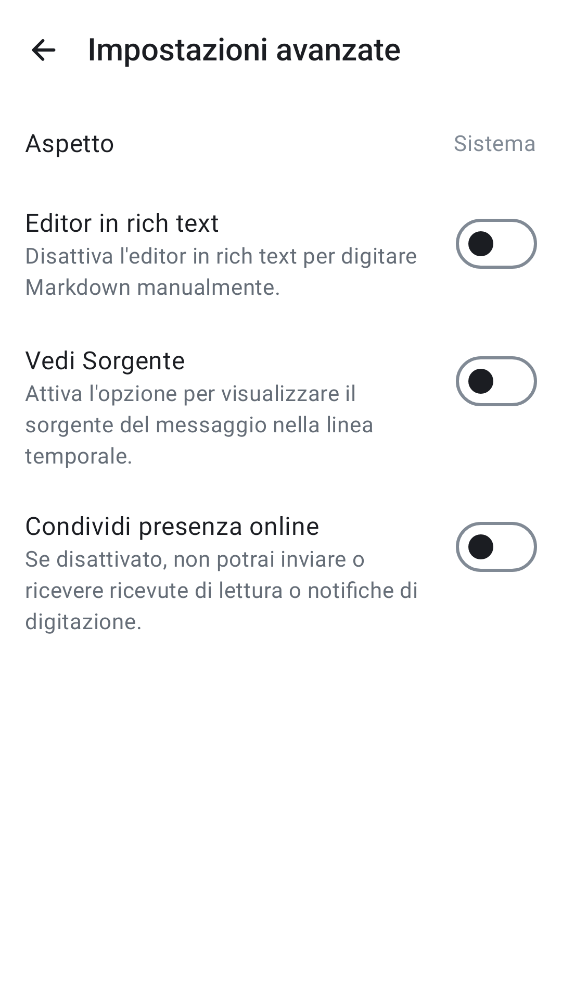 Impostazioni avanzate
Aspetto
Sistema
Editor in rich text
Disattiva l'editor in rich text per digitare
Markdown manualmente.
Vedi Sorgente
Attiva l'opzione per visualizzare il
sorgente del messaggio nella linea
temporale.
Condividi presenza online
Se disattivato, non potrai inviare o
ricevere ricevute di lettura o notifiche di
digitazione.